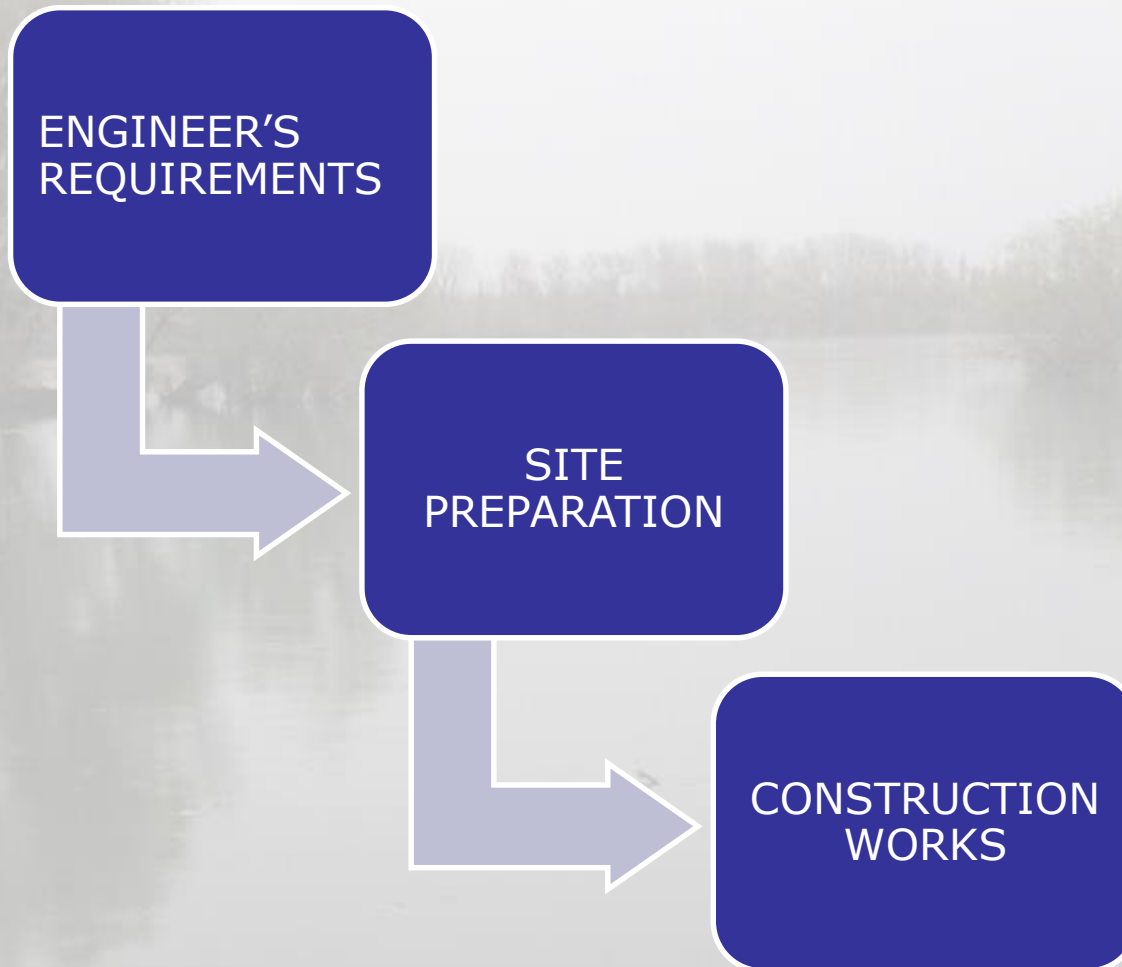 ENGINEER’S
REQUIREMENTS
SITE
PREPARATION
CONSTRUCTION
WORKS